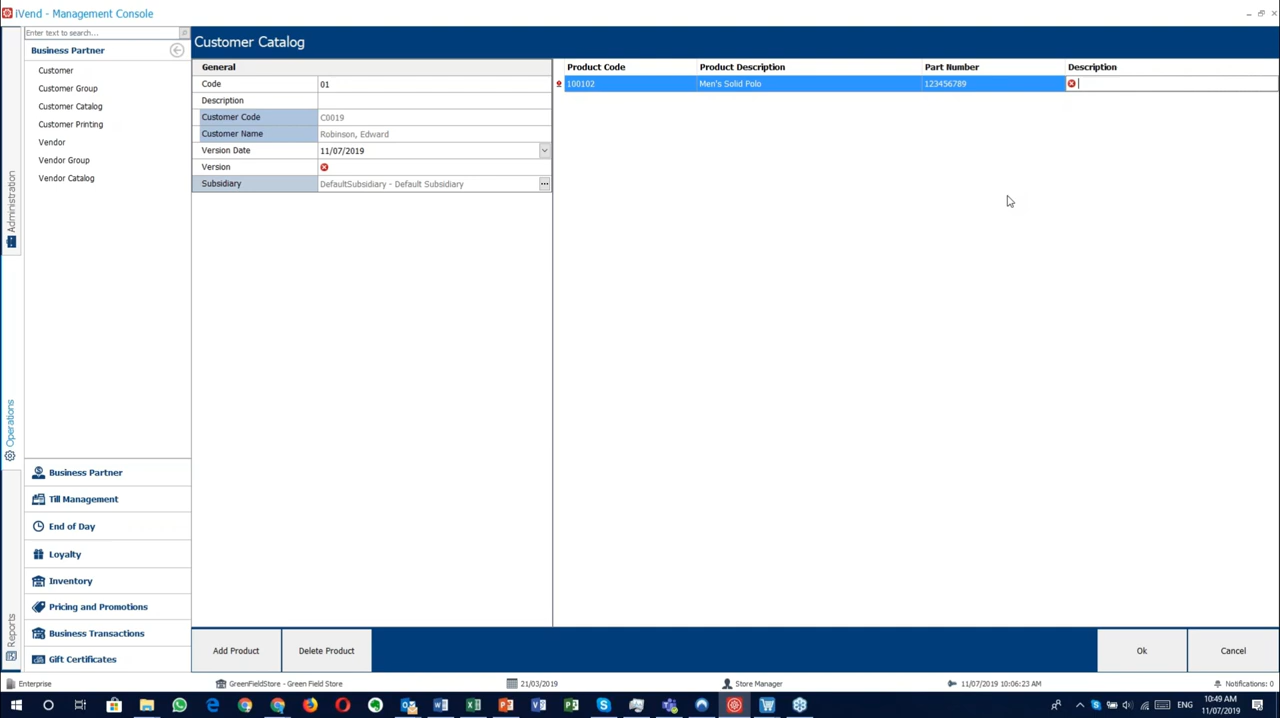 iVend - Management Console
Enter text to search...
Business Partner
Customer
Customer Group
Customer Catalog
Customer Printing
Vendor
Vendor Group
Vendor Catalog
Administration
Operations
Reports
Business Partner
Till Management
End of Day
Loyalty
Inventory
Pricing and Promotions
Business Transactions
Gift Certificates
Customer Catalog
General
Code 01
Description
Customer Code C0019
Customer Name Robinson, Edward
Version Date 11/07/2019
Version
Subsidiary DefaultSubsidiary - Default Subsidiary
Product Code Product Description Part Number Description
100102 Men's Solid Polo 123456789
Add Product Delete Product Ok Cancel
Enterprise GreenFieldStore - Green Field Store 21/03/2019 Store Manager 11/07/2019 10:06:23 AM Notifications: 0
ENG 10:49 AM
11/07/2019